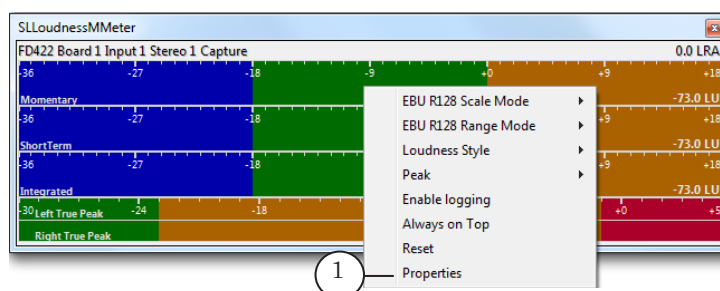 SLLoudnessMMeter
FD422 Board 1 Input 1 Stereo 1 Capture 0.0 LRA
-36 -27 -18 -9 +0 +9 +18
Momentary -73.0 LU
-36 -27 -18 +9 +18
ShortTerm -73.0 LU
-36 -27 -18 +9 +18
Integrated -73.0 LU
-30 Left True Peak -24 -18 +0 +5
Right True Peak
EBU R128 Scale Mode
EBU R128 Range Mode
Loudness Style
Peak
Enable logging
Always on Top
Reset
Properties
1